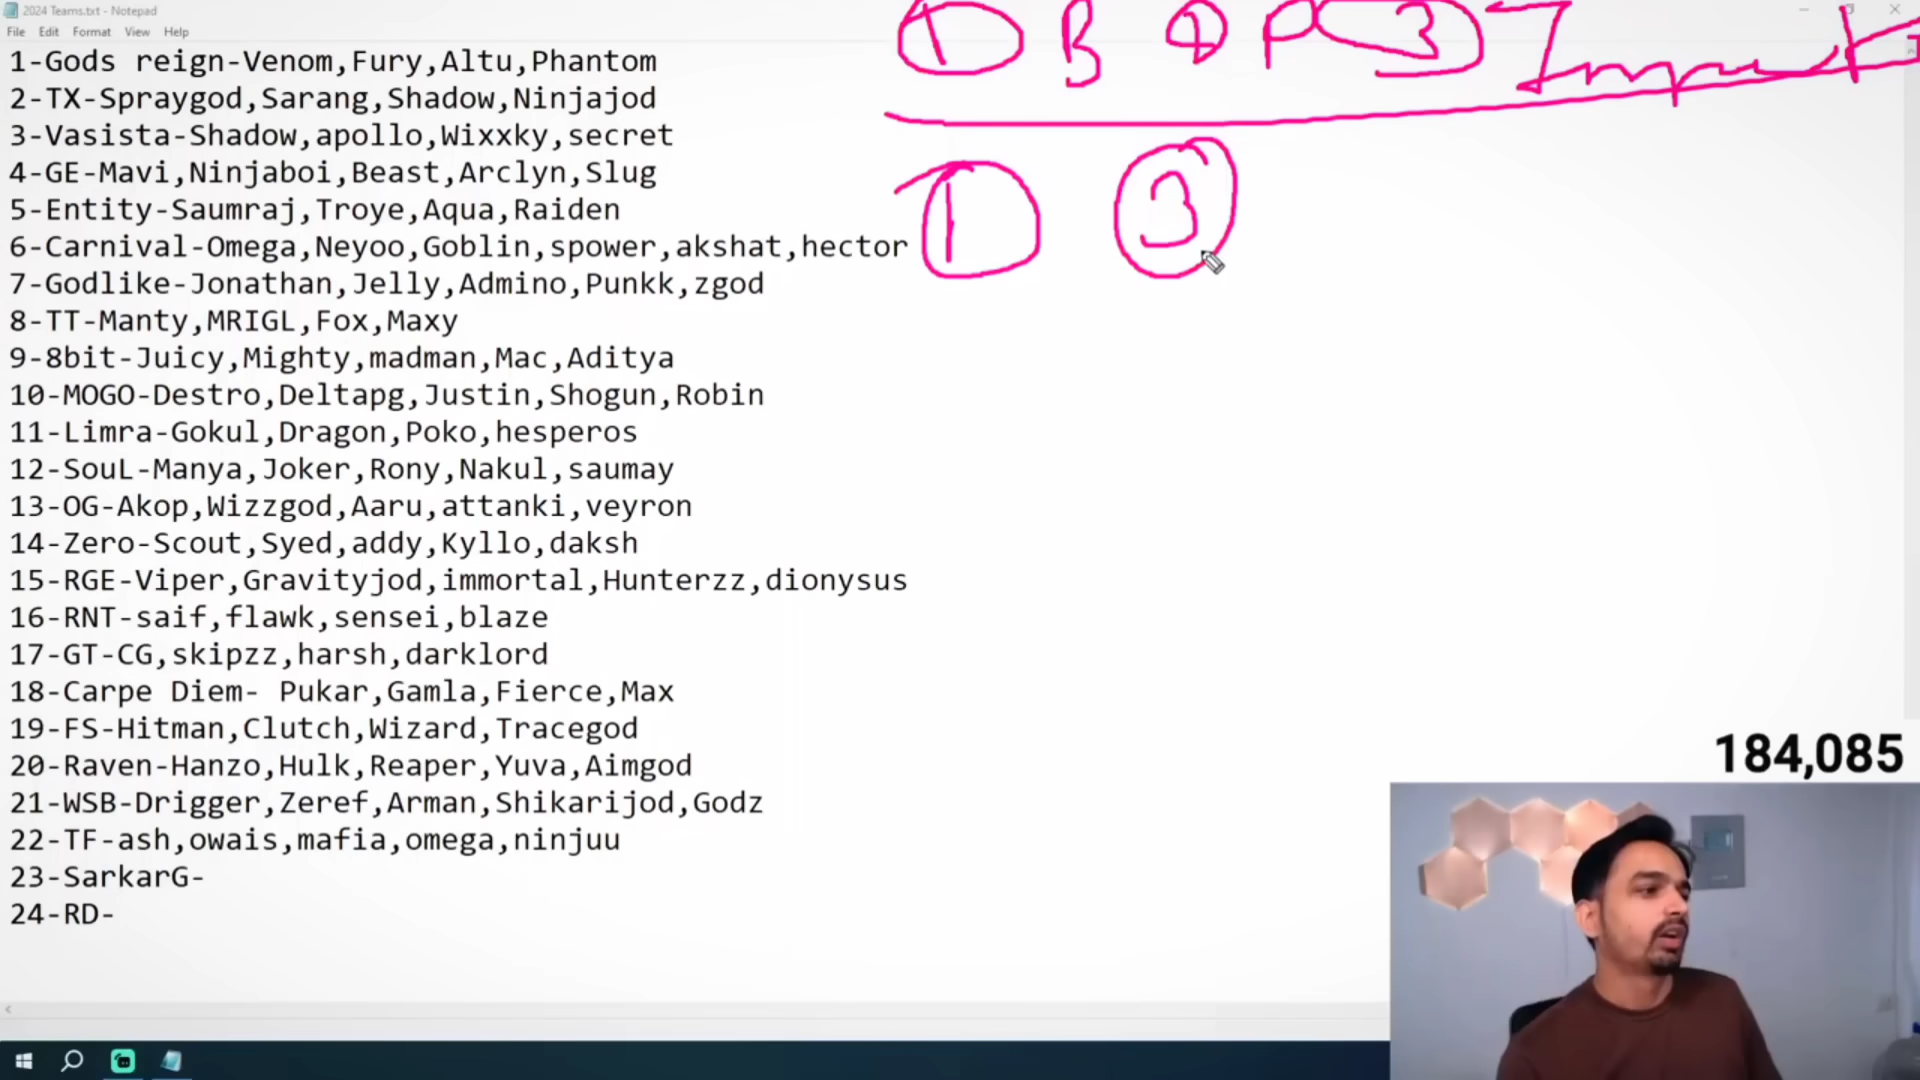 2024 Teams.txt - Notepad
File Edit Format View Help
1-Gods reign-Venom,Fury,Altu,Phantom
2-TX-Spraygod,Sarang,Shadow,Ninjajod
3-Vasista-Shadow,apollo,Wixxky,secret
4-GE-Mavi,Ninjaboi,Beast,Arclyn,Slug
5-Entity-Saumraj,Troye,Aqua,Raiden
6-Carnival-Omega,Neyoo,Goblin,spower,akshat,hector
7-Godlike-Jonathan,Jelly,Admino,Punkk,zgod
8-TT-Manty,MRIGL,Fox,Maxy
9-8bit-Juicy,Mighty,madman,Mac,Aditya
10-MOGO-Destro,Deltapg,Justin,Shogun,Robin
11-Limra-Gokul,Dragon,Poko,hesperos
12-SouL-Manya,Joker,Rony,Nakul,saumay
13-OG-Akop,Wizzgod,Aaru,attanki,veyron
14-Zero-Scout,Syed,addy,Kyllo,daksh
15-RGE-Viper,Gravityjod,immortal,Hunterzz,dionysus
16-RNT-saif,flawk,sensei,blaze
17-GT-CG,skipzz,harsh,darklord
18-Carpe Diem- Pukar,Gamla,Fierce,Max
19-FS-Hitman,Clutch,Wizard,Tracegod
20-Raven-Hanzo,Hulk,Reaper,Yuva,Aimgod
21-WSB-Drigger,Zeref,Arman,Shikarijod,Godz
22-TF-ash,owais,mafia,omega,ninjuu
23-SarkarG-
24-RD-
1 B P 3
1 3
184,085